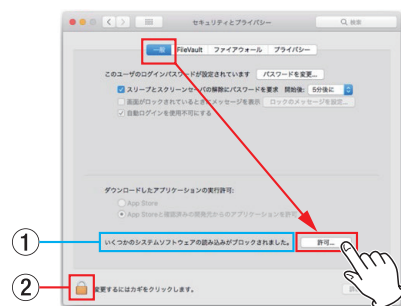 セキュリティとプライバシー
検索
一般 FileVault ファイアウォール プライバシー
このユーザのログインパスワードが設定されています パスワードを変更...
スリープとスクリーンセーバの解除にパスワードを要求 開始後: 5分後に
画面がロックされているときにメッセージを表示 ロックのメッセージを設定...
自動ログインを使用不可にする
ダウンロードしたアプリケーションの実行許可:
App Store
App Storeと確認済みの開発元からのアプリケーションを許可
① いくつかのシステムソフトウェアの読み込みがブロックされました。 許可...
② 変更するにはカギをクリックします。